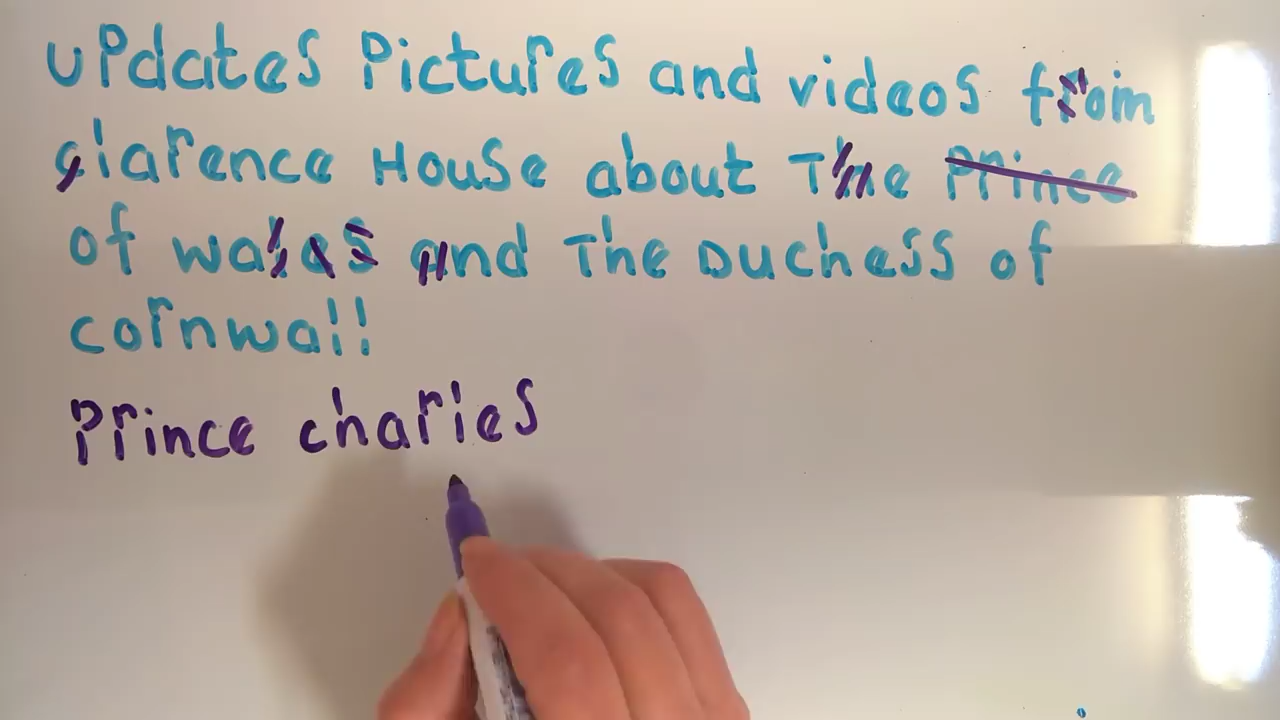 updates Pictures and videos from
clarence House about The Prince
of wales and The Duchess of
cornwall
Prince charles